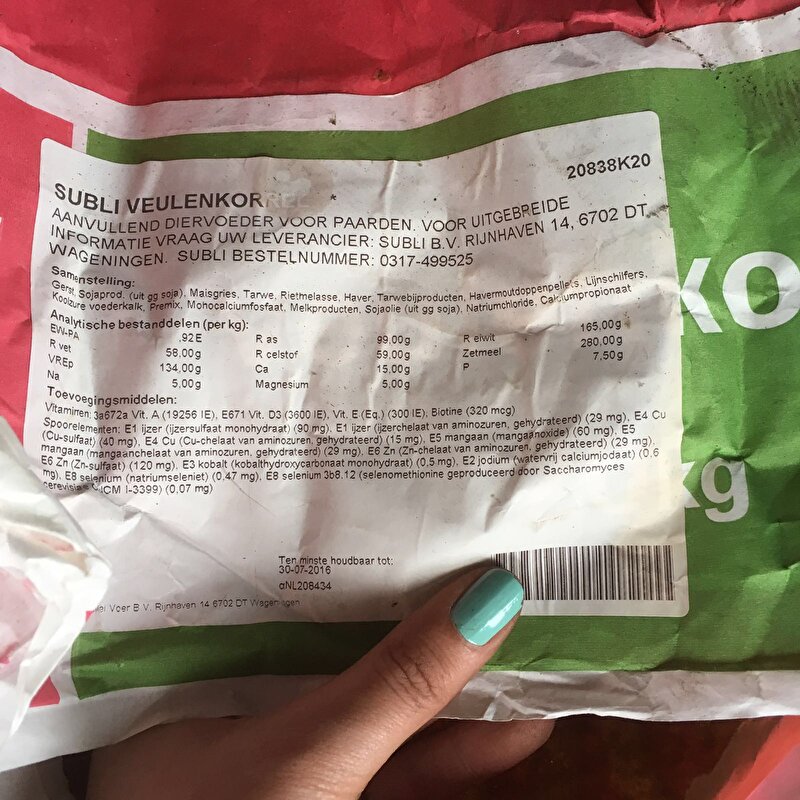 20838K20
SUBLI VEULENKORREL
AANVULLEND DIERVOEDER VOOR PAARDEN. VOOR UITGEBREIDE
INFORMATIE VRAAG UW LEVERANCIER: SUBLI B.V. RIJNHAVEN 14, 6702 DT
WAGENINGEN. SUBLI BESTELNUMMER: 0317-499525
Samenstelling:
Gerst, Sojaprod. (uit gg soja), Maisgries, Tarwe, Rietmelasse, Haver, Tarwebijproducten, Havermoutdoppenpellets, Lijnschilfers,
Koolzure voederkalk, Premix, Monocalciumfosfaat, Melkproducten, Sojaolie (uit gg soja), Natriumchloride, Calciumpropionaat
Analytische bestanddelen (per kg):
EW-PA .92E R as 99,00g R eiwit 165,00g
R vet 58,00g R celstof 59,00g Zetmeel 280,00g
VREp 134,00g Ca 15,00g P 7,50g
Na 5,00g Magnesium 5,00g
Toevoegingsmiddelen:
Vitaminen: 3a672a Vit. A (19256 IE), E671 Vit. D3 (3600 IE), Vit. E (Eq.) (300 IE), Biotine (320 mcg)
Spoorelementen: E1 ijzer (ijzersulfaat monohydraat) (90 mg), E1 ijzer (ijzerchelaat van aminozuren, gehydrateerd) (29 mg), E4 Cu
(Cu-sulfaat) (40 mg), E4 Cu (Cu-chelaat van aminozuren, gehydrateerd) (15 mg), E5 mangaan (mangaanoxide) (60 mg), E5
mangaan (mangaanchelaat van aminozuren, gehydrateerd) (29 mg), E6 Zn (Zn-chelaat van aminozuren, gehydrateerd) (29 mg),
E6 Zn (Zn-sulfaat) (120 mg), E3 kobalt (kobalthydroxycarbonaat monohydraat) (0,5 mg), E2 jodium (watervrij calciumjodaat) (0,6
mg), E8 selenium (natriumseleniet) (0,47 mg), E8 selenium 3b8.12 (selenomethionine geproduceerd door Saccharomyces
cerevisiae NCIM I-3399) (0,07 mg)
Ten minste houdbaar tot:
30-07-2016
αNL208434
Voer B.V. Rijnhaven 14 6702 DT Wageningen
KO
kg